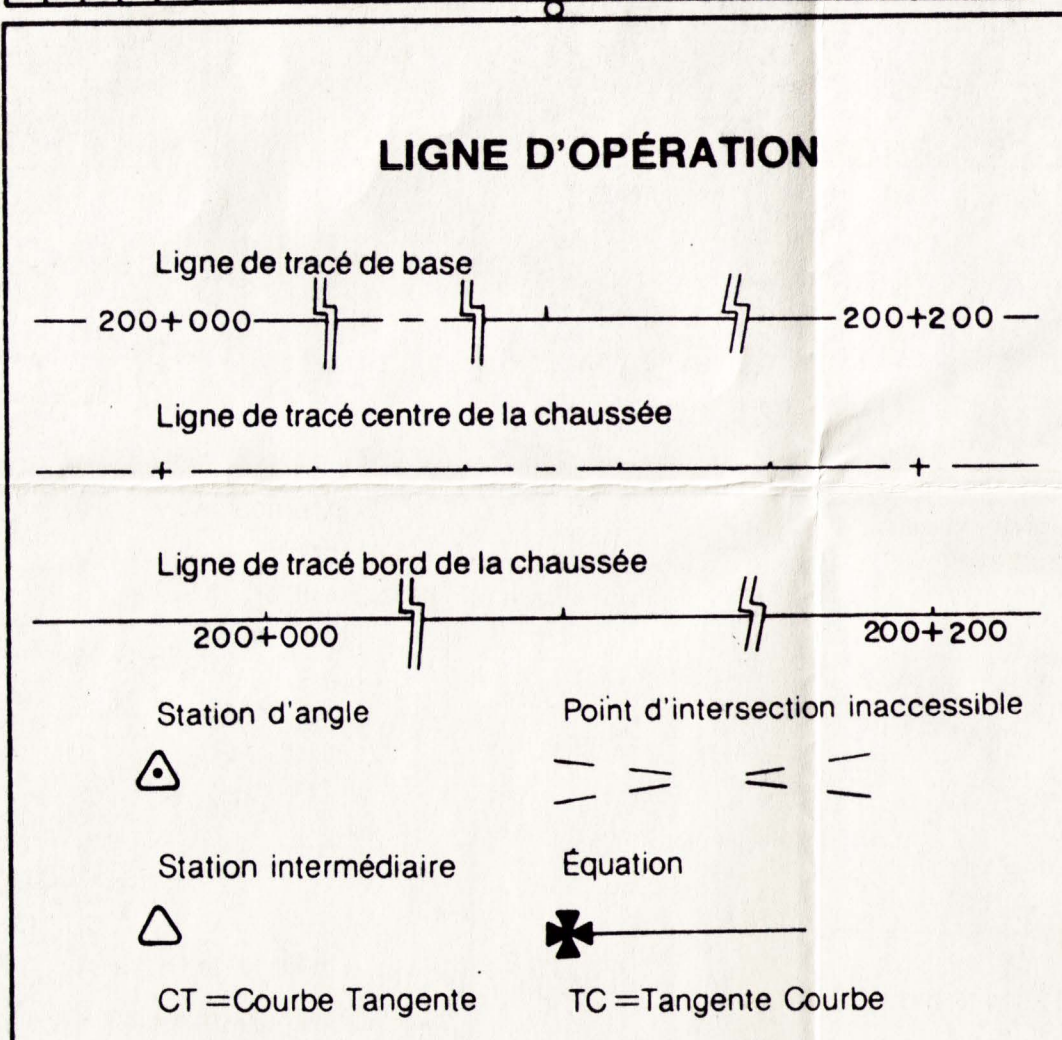 LIGNE D'OPÉRATION
Ligne de tracé de base
200+000 200+200
Ligne de tracé centre de la chaussée
Ligne de tracé bord de la chaussée
200+000 200+200
Station d'angle Point d'intersection inaccessible
Station intermédiaire Équation
CT=Courbe Tangente TC=Tangente Courbe